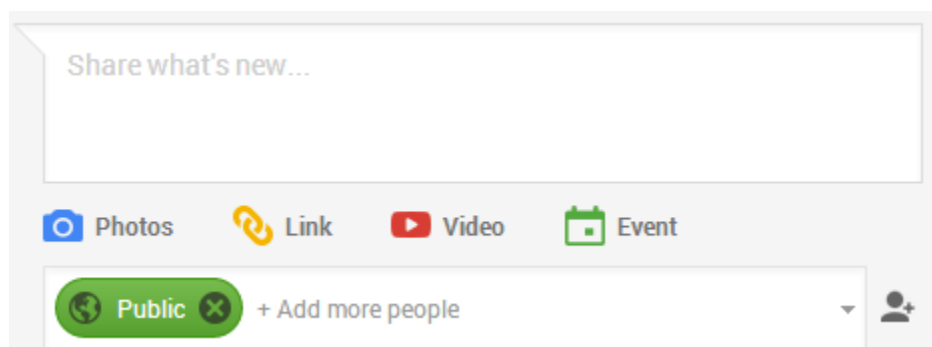 Share what's new...
Photos Link Video Event
Public + Add more people